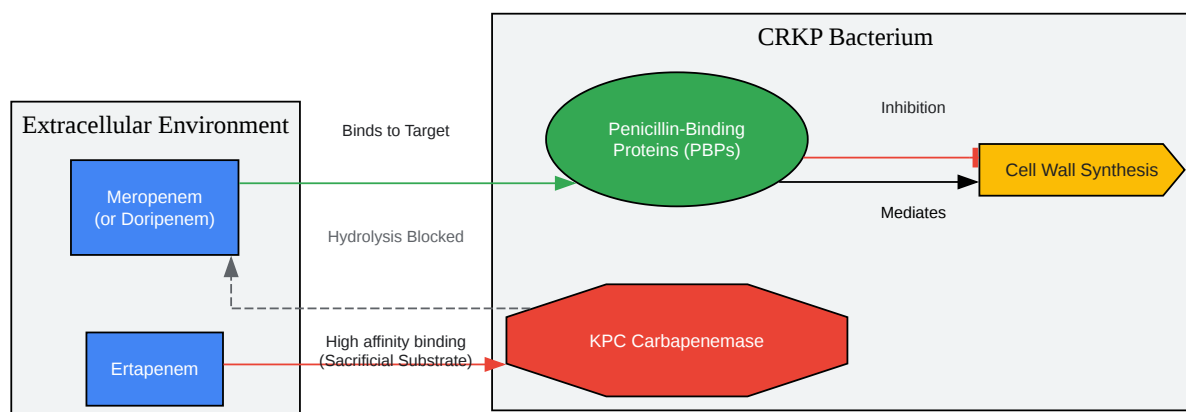 CRKP Bacterium
Extracellular Environment
Binds to Target
Penicillin-Binding
Proteins (PBPs)
Inhibition
Cell Wall Synthesis
Meropenem
(or Doripenem)
Mediates
Hydrolysis Blocked
High affinity binding
(Sacrificial Substrate)
KPC Carbapenemase
Ertapenem